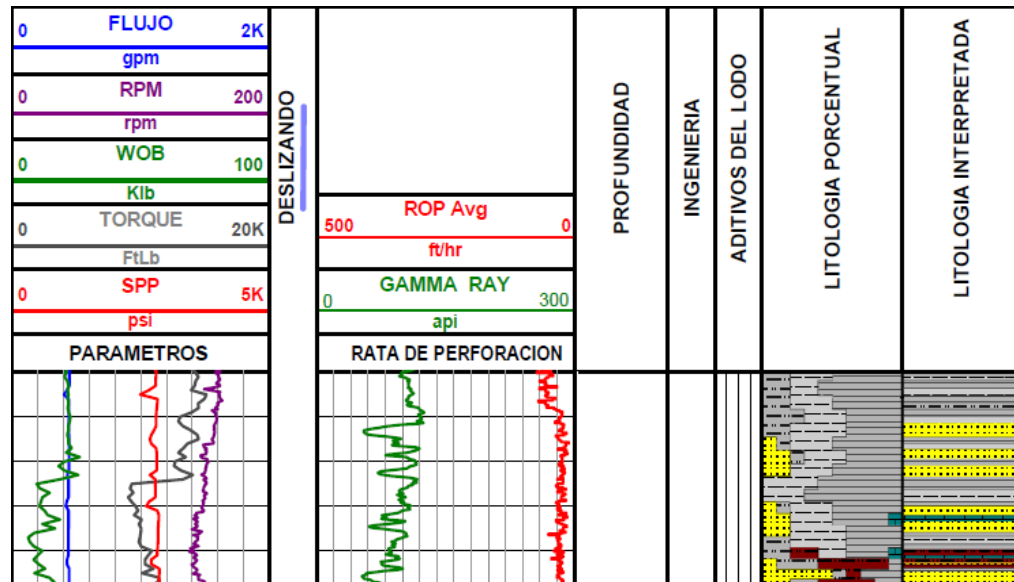 FLUJO
0 2K
gpm
RPM
0 200
rpm
WOB
0 100
Klb
TORQUE
0 20K
FtLb
SPP
0 5K
psi
PARAMETROS
DESLIZANDO
ROP Avg
500 0
ft/hr
GAMMA RAY
0 300
api
RATA DE PERFORACION
PROFUNDIDAD
INGENIERIA
ADITIVOS DEL LODO
LITOLOGIA PORCENTUAL
LITOLOGIA INTERPRETADA